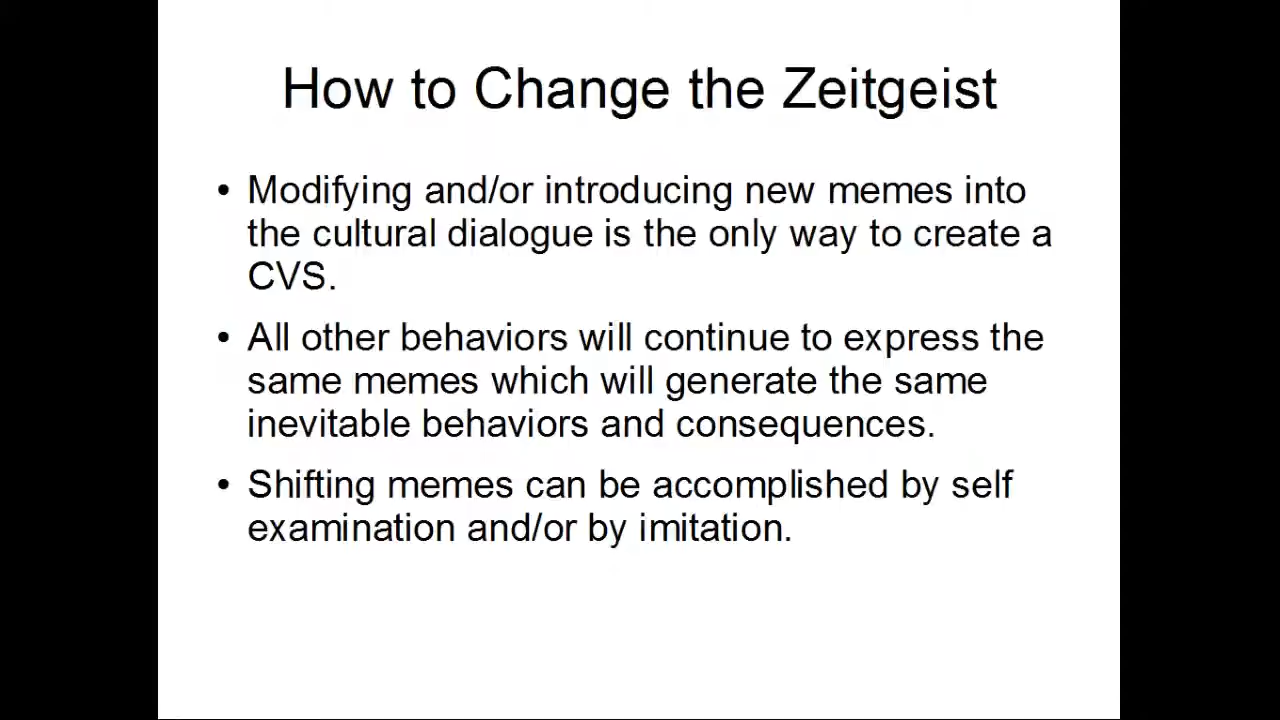 How to Change the Zeitgeist
• Modifying and/or introducing new memes into
the cultural dialogue is the only way to create a
CVS.
• All other behaviors will continue to express the
same memes which will generate the same
inevitable behaviors and consequences.
• Shifting memes can be accomplished by self
examination and/or by imitation.